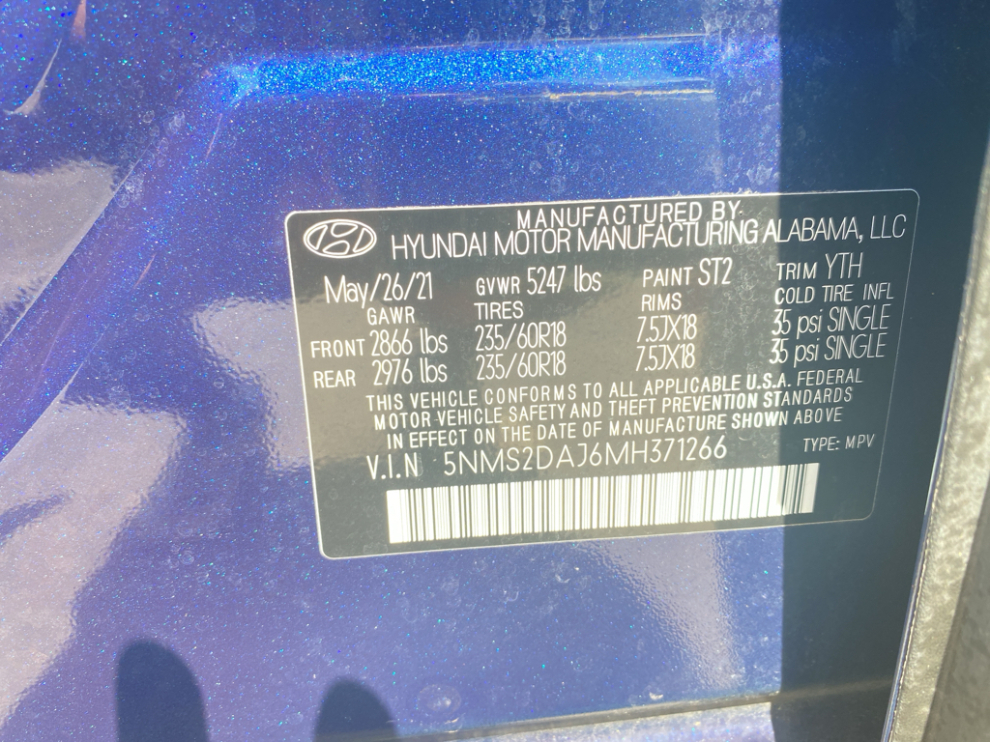 MANUFACTURED BY
HYUNDAI MOTOR MANUFACTURING ALABAMA, LLC
May/26/21 GVWR 5247 lbs PAINT ST2 TRIM YTH
GAWR TIRES RIMS COLD TIRE INFL
FRONT 2866 lbs 235/60R18 7.5JX18 35 psi SINGLE
REAR 2976 lbs 235/60R18 7.5JX18 35 psi SINGLE
THIS VEHICLE CONFORMS TO ALL APPLICABLE U.S.A. FEDERAL
MOTOR VEHICLE SAFETY AND THEFT PREVENTION STANDARDS
IN EFFECT ON THE DATE OF MANUFACTURE SHOWN ABOVE
V.I.N 5NMS2DAJ6MH371266 TYPE: MPV